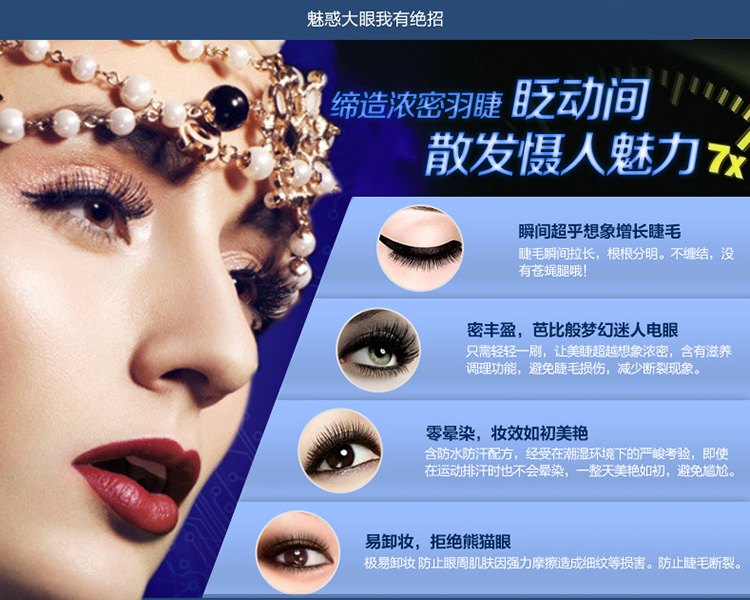 魅惑大眼我有绝招
缔造浓密羽睫 眨动间
散发慑人魅力 7x
瞬间超乎想象增长睫毛
睫毛瞬间拉长，根根分明。不缠结，没
有苍蝇腿哦！
密丰盈，芭比般梦幻迷人电眼
只需轻轻一刷，让美睫超越想象浓密，含有滋养
调理功能，避免睫毛损伤，减少断裂现象。
零晕染，妆效如初美艳
含防水防汗配方，经受在潮湿环境下的严峻考验，即使
在运动排汗时也不会晕染，一整天美艳如初，避免尴尬。
易卸妆，拒绝熊猫眼
极易卸妆 防止眼周肌肤因强力摩擦造成细纹等损害。防止睫毛断裂。